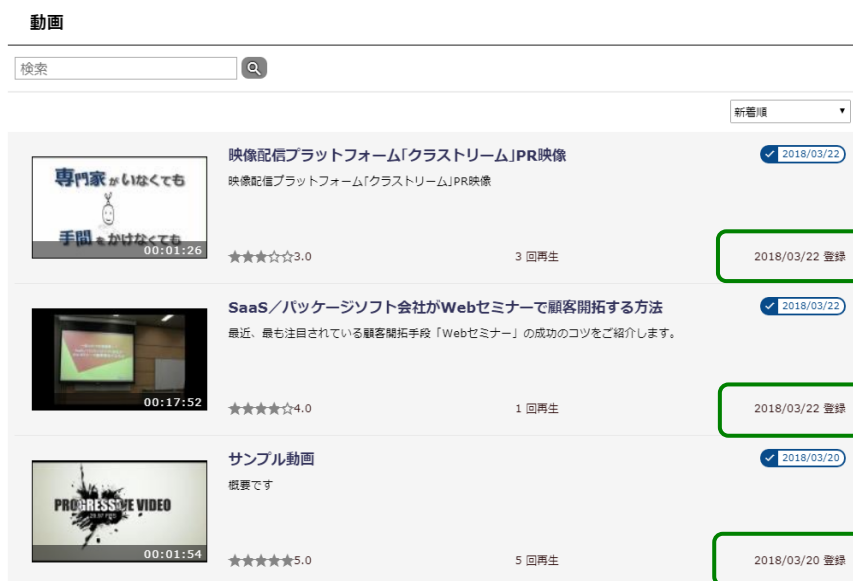 動画
検索
新着順
映像配信プラットフォーム｢クラストリーム｣PR映像
2018/03/22
映像配信プラットフォーム｢クラストリーム｣PR映像
専門家がいなくても
手間をかけなくても
00:01:26
★★★☆☆3.0
3 回再生
2018/03/22 登録
SaaS／パッケージソフト会社がWebセミナーで顧客開拓する方法
2018/03/22
最近、最も注目されている顧客開拓手段「Webセミナー」の成功のコツをご紹介します。
00:17:52
★★★★☆4.0
1 回再生
2018/03/22 登録
サンプル動画
2018/03/20
概要です
PROGRESSIVE VIDEO
00:01:54
★★★★★5.0
5 回再生
2018/03/20 登録